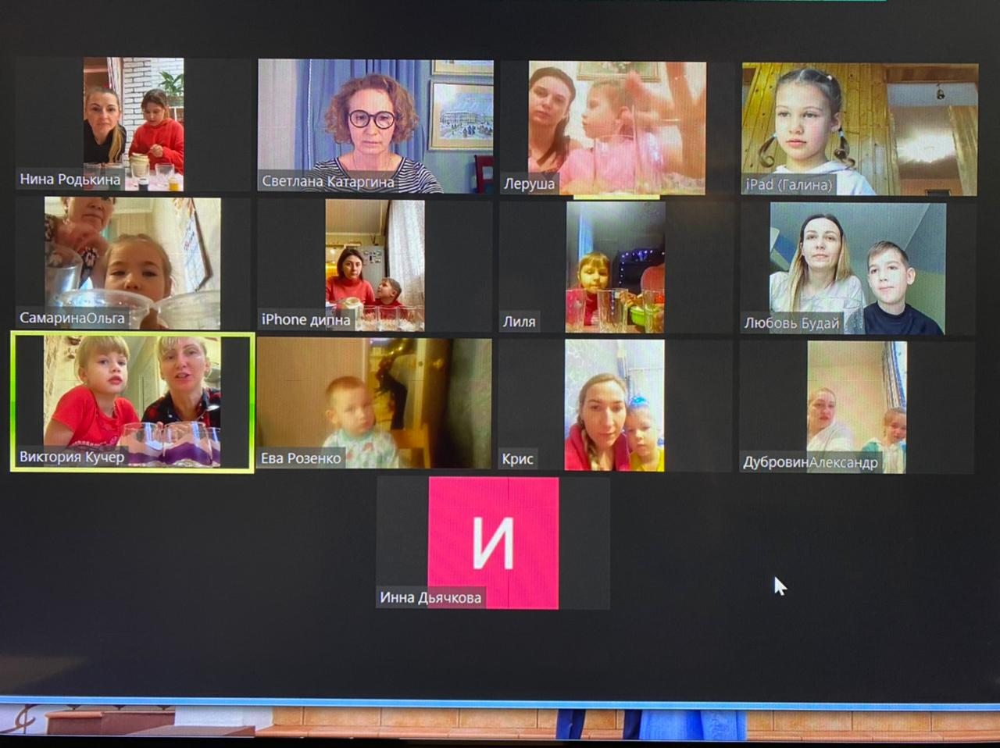 Нина Родькина
Светлана Катаргина
Леруша
iPad (Галина)
СамаринаОльга
iPhone дипна
Лиля
Любовь Будай
Виктория Кучер
Ева Розенко
Крис
ДубровинАлександр
И
Инна Дьячкова